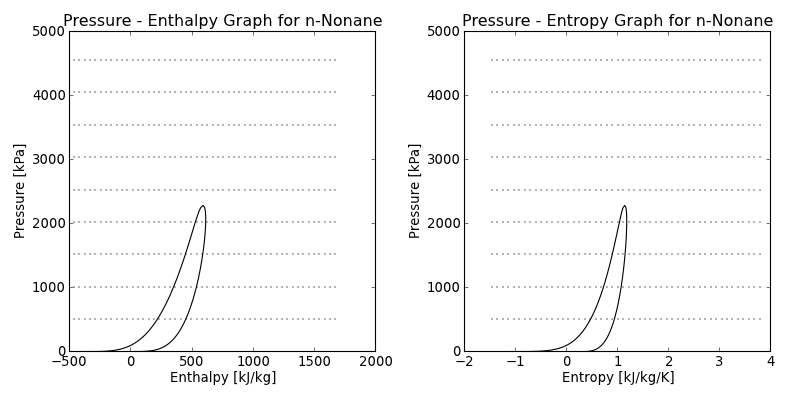 Pressure - Enthalpy Graph for n-Nonane
5000
4000
3000
2000
1000
0
Pressure [kPa]
−500 0 500 1000 1500 2000
Enthalpy [kJ/kg]
Pressure - Entropy Graph for n-Nonane
5000
4000
3000
2000
1000
0
Pressure [kPa]
−2 −1 0 1 2 3 4
Entropy [kJ/kg/K]